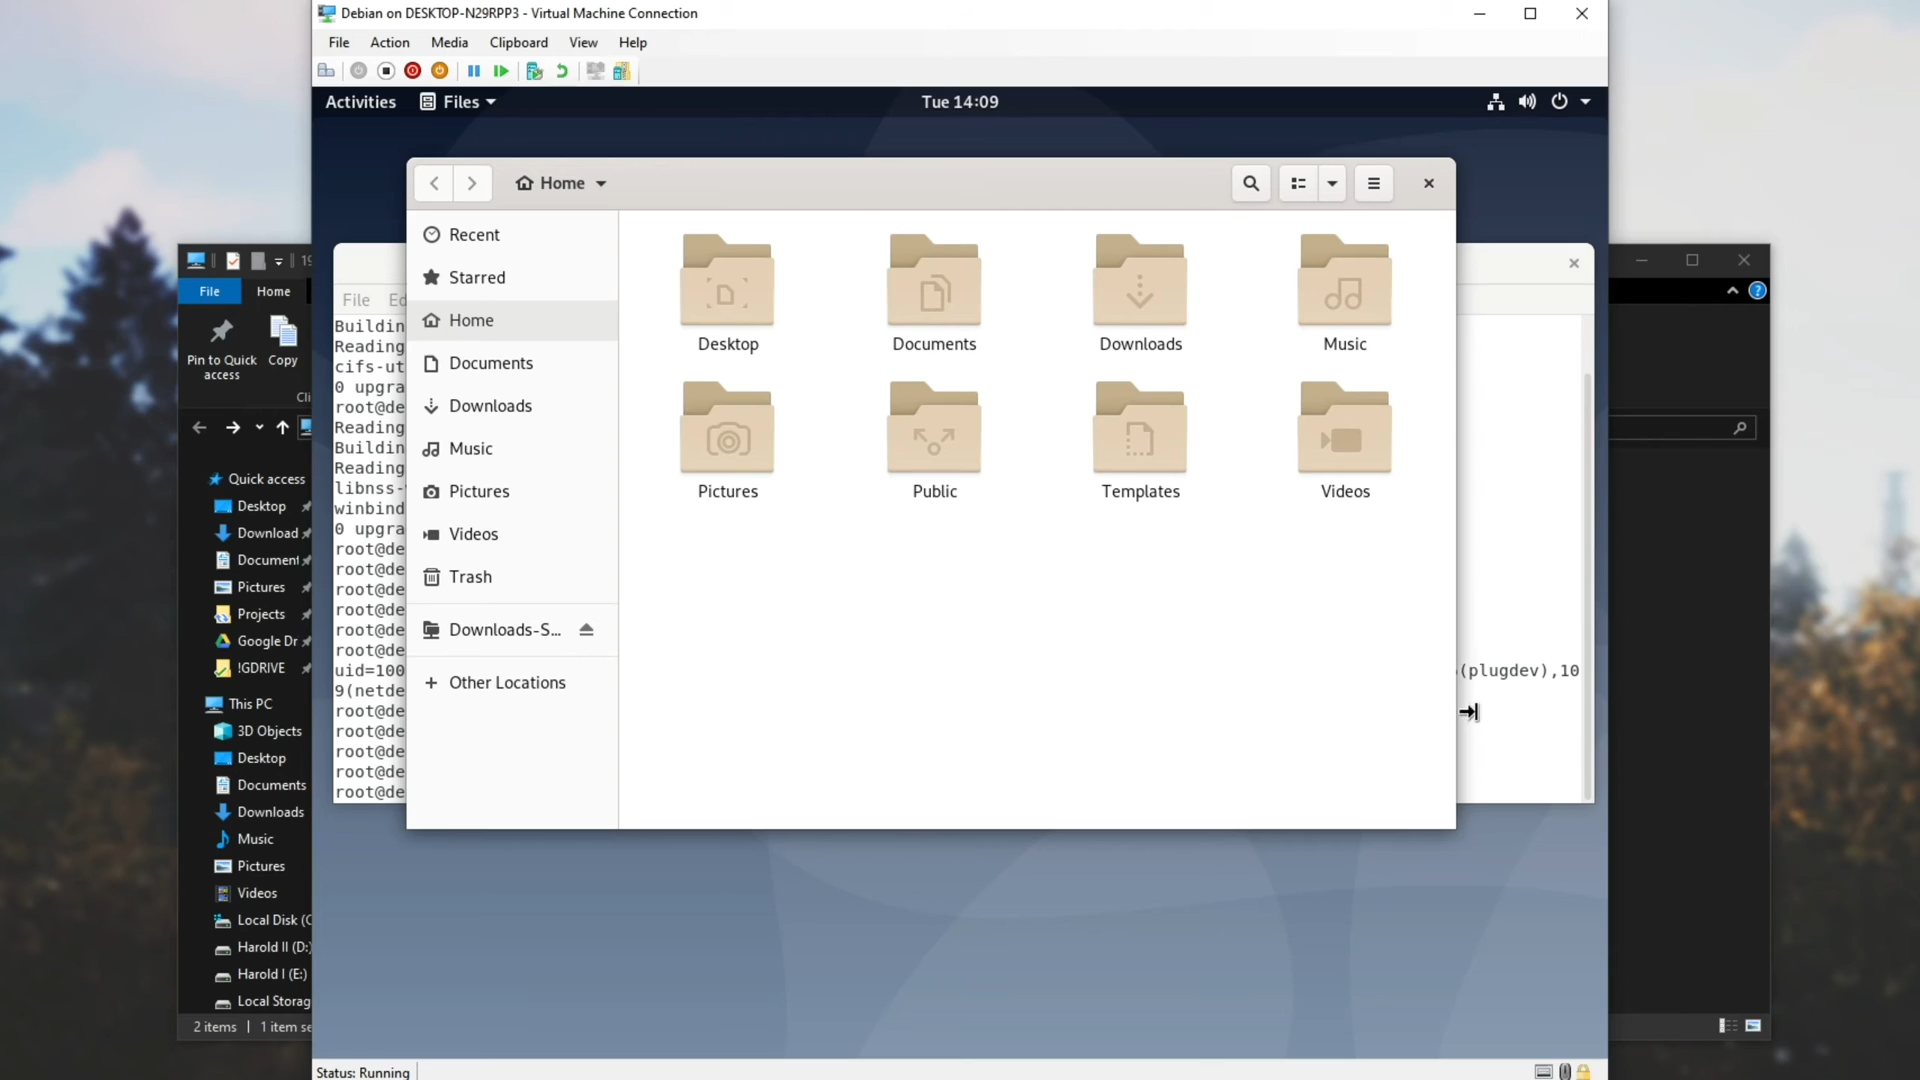 Debian on DESKTOP-N29RPP3 - Virtual Machine Connection
File Action Media Clipboard View Help
Activities Files Tue 14:09
Home
Recent
Starred
Home
Documents
Downloads
Music
Pictures
Videos
Trash
Downloads-S...
+ Other Locations
Desktop Documents Downloads Music
Pictures Public Templates Videos
File Ed
Buildin
Reading
cifs-ut
0 upgra
root@de
Reading
Buildin
Reading
libnss-
winbind
0 upgra
root@de
root@de
root@de
root@de
root@de
root@de
uid=100
(plugdev),10
9(netde
root@de
root@de
root@de
root@de
root@de
19
File Home
Pin to Quick
access
Copy
Cli
Quick access
Desktop
Download
Document
Pictures
Projects
Google Dr
!GDRIVE
This PC
3D Objects
Desktop
Documents
Downloads
Music
Pictures
Videos
Local Disk (C
Harold II (D:)
Harold I (E:)
Local Storag
2 items 1 item se
Status: Running